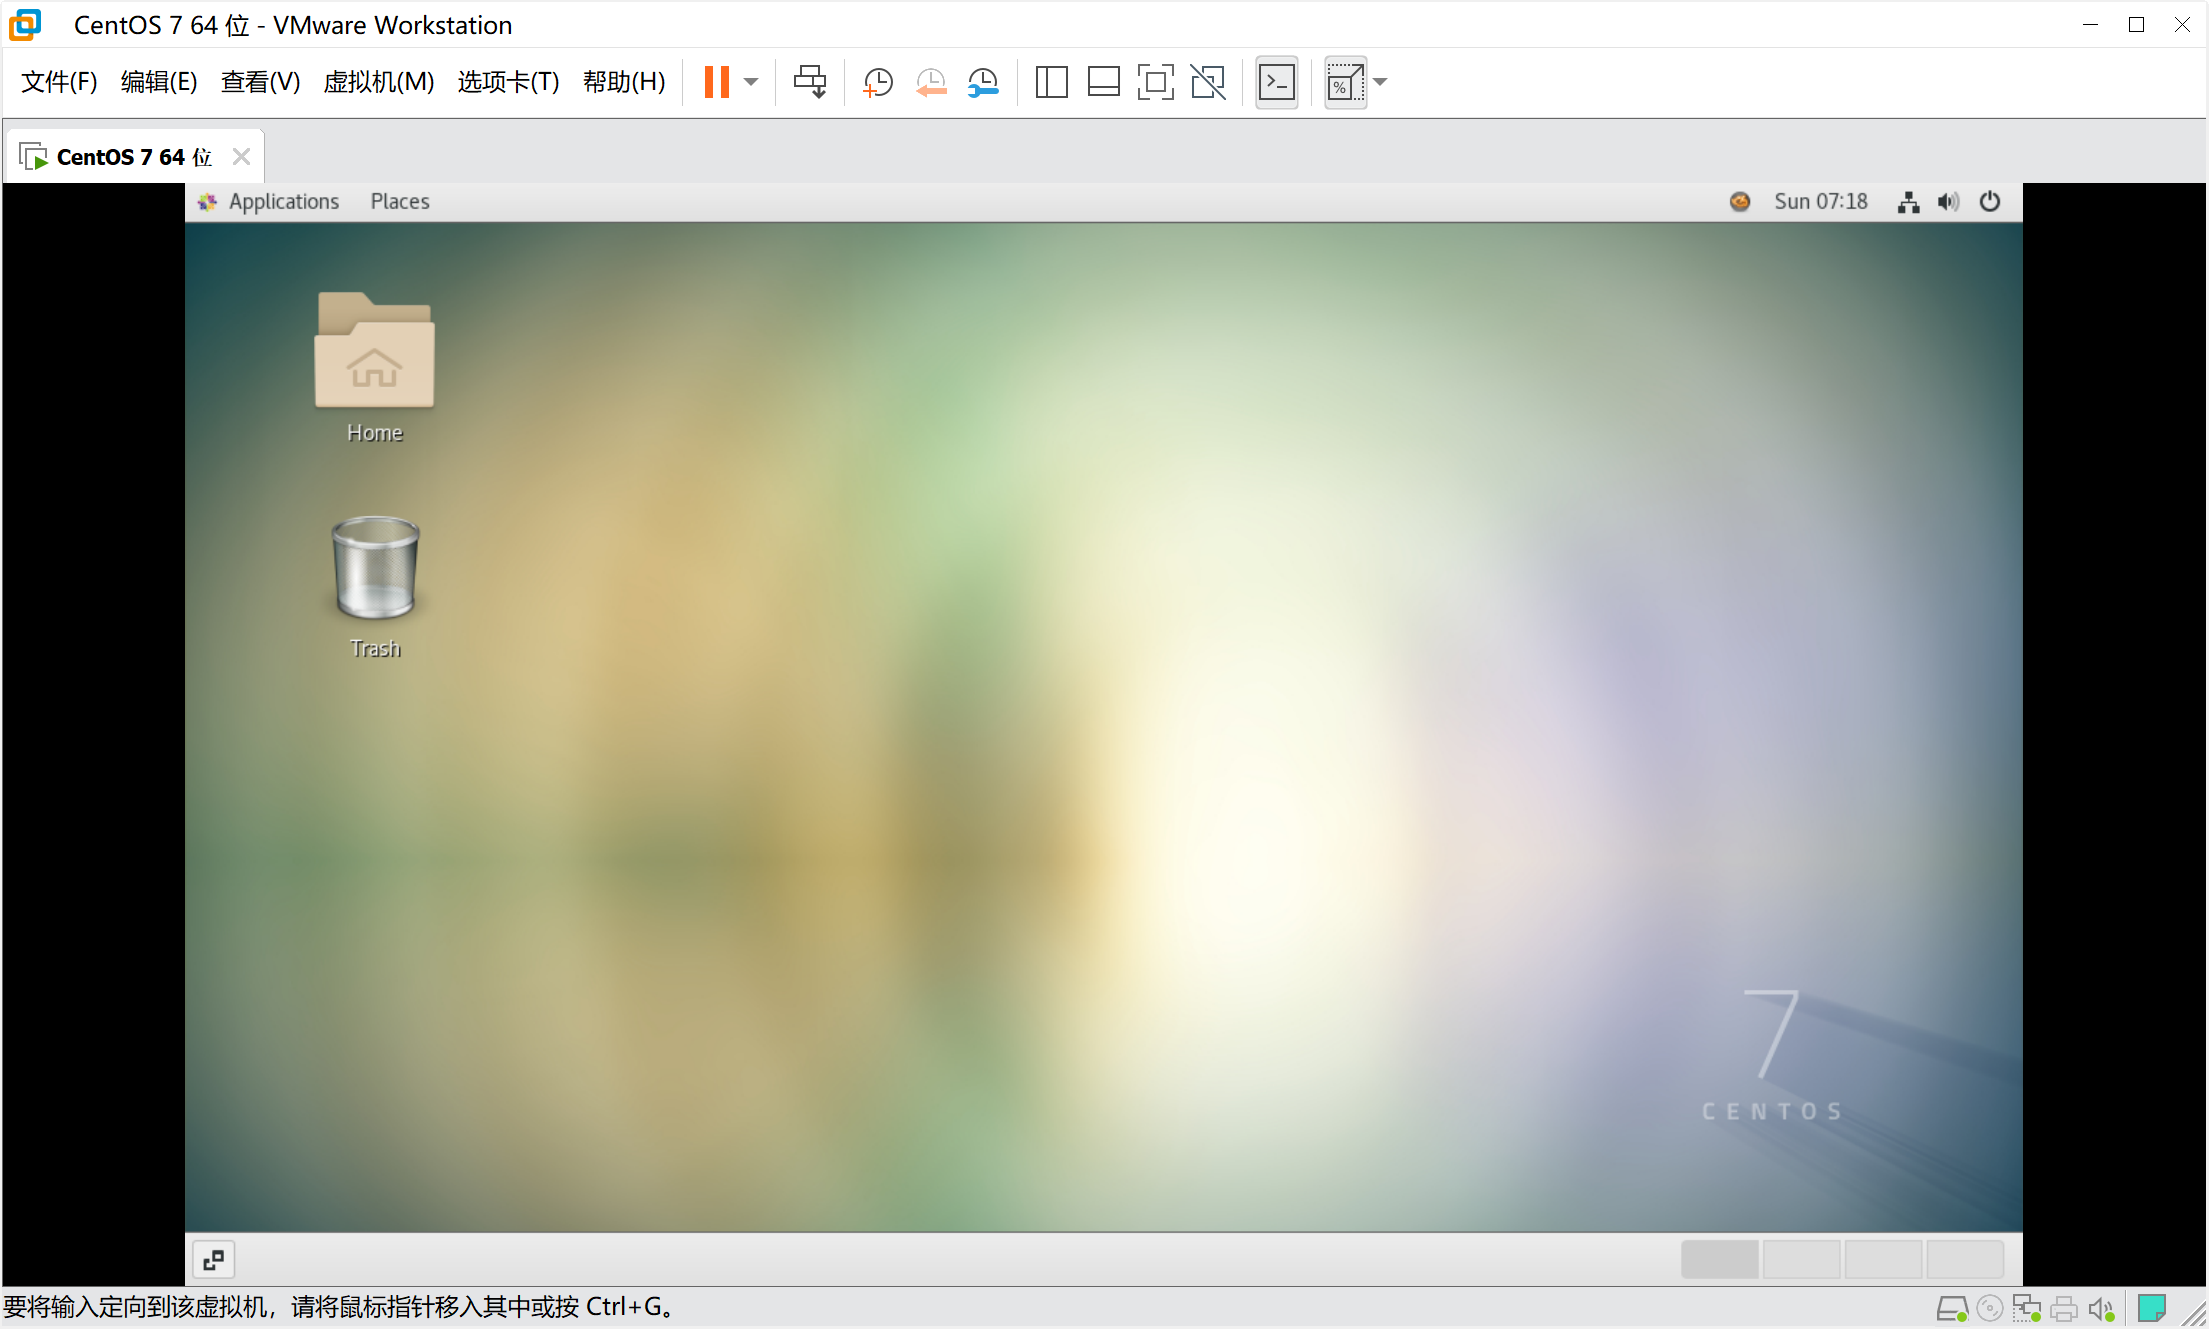 CentOS 7 64 位 - VMware Workstation
文件(F) 编辑(E) 查看(V) 虚拟机(M) 选项卡(T) 帮助(H)
CentOS 7 64 位
Applications Places Sun 07:18
Home
Trash
7
CENTOS
要将输入定向到该虚拟机，请将鼠标指针移入其中或按 Ctrl+G。